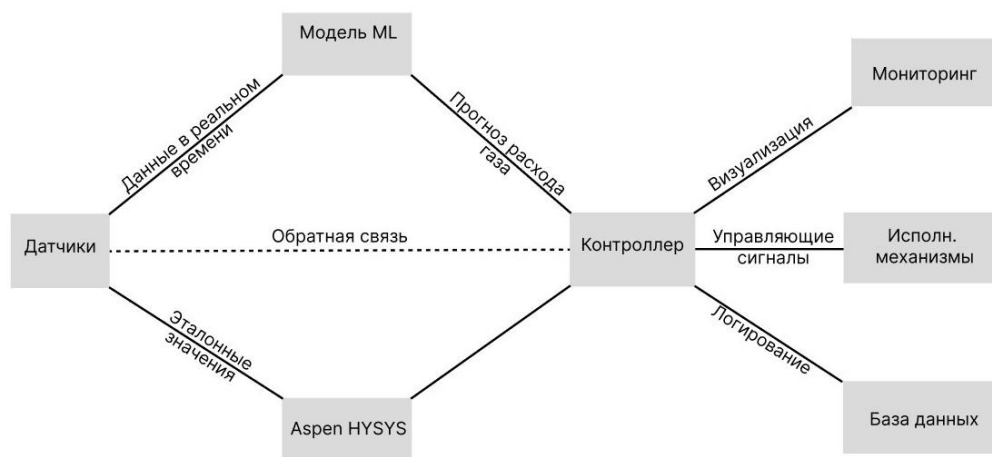 Модель ML
Мониторинг
Данные в реальном
времени
Прогноз расхода
газа
Визуализация
Датчики
Обратная связь
Контроллер
Управляющие
сигналы
Исполн.
механизмы
Эталонные
значения
Логирование
Aspen HYSYS
База данных